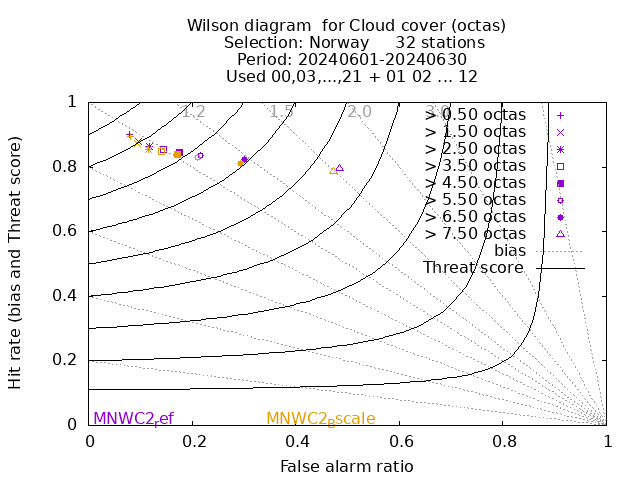 Wilson diagram  for Cloud cover (octas)
Selection: Norway     32 stations
Period: 20240601-20240630
Used 00,03,...,21 + 01 02 ... 12
Hit rate (bias and Threat score)
1
0.8
0.6
0.4
0.2
0
1.2 1.5 2.0 3.0
> 0.50 octas
> 1.50 octas
> 2.50 octas
> 3.50 octas
> 4.50 octas
> 5.50 octas
> 6.50 octas
> 7.50 octas
bias
Threat score
MNWC2ref MNWC2Bscale
0 0.2 0.4 0.6 0.8 1
False alarm ratio